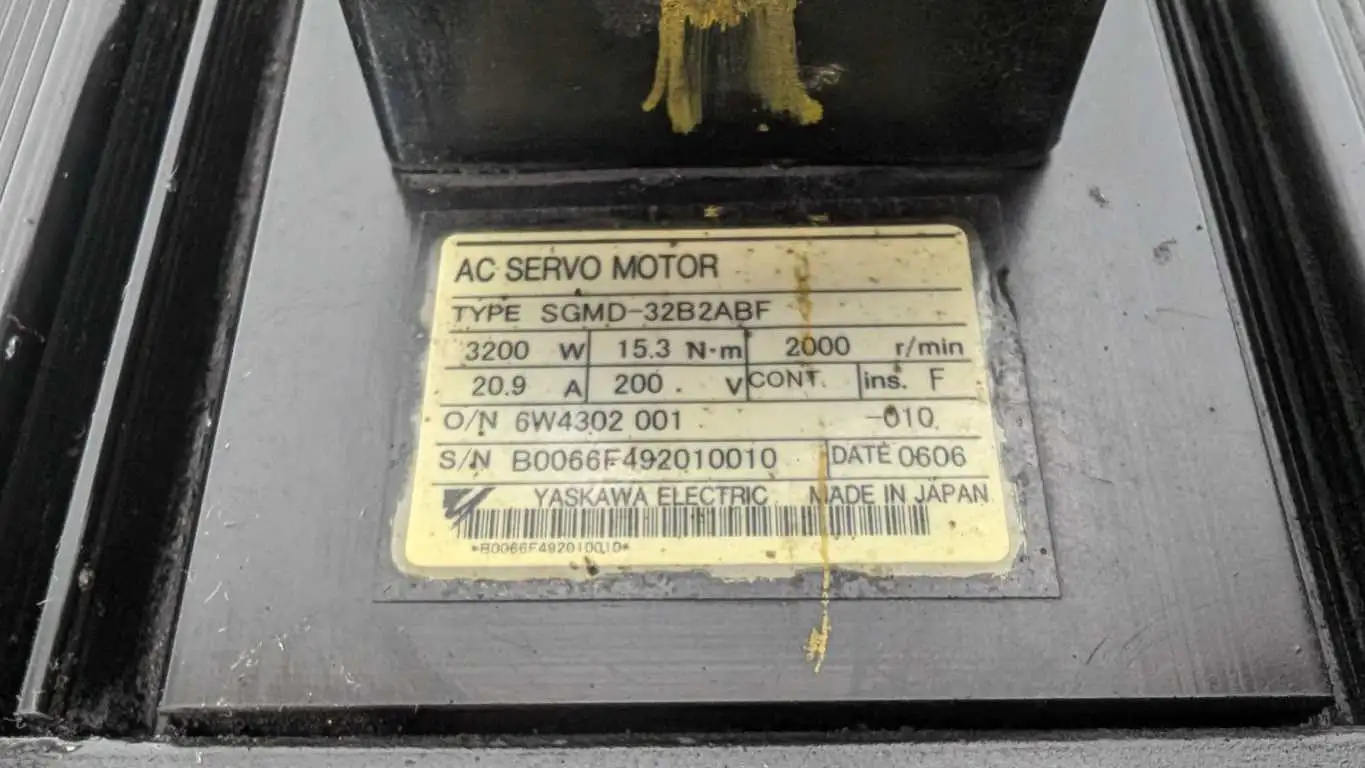 AC SERVO MOTOR
TYPE SGMD-32B2ABF
3200 W 15.3 N·m 2000 r/min
20.9 A 200. V CONT. ins. F
O/N 6W4302 001 -010
S/N B0066F492010010 DATE 0606
YASKAWA ELECTRIC MADE IN JAPAN
*B0066F492010010*